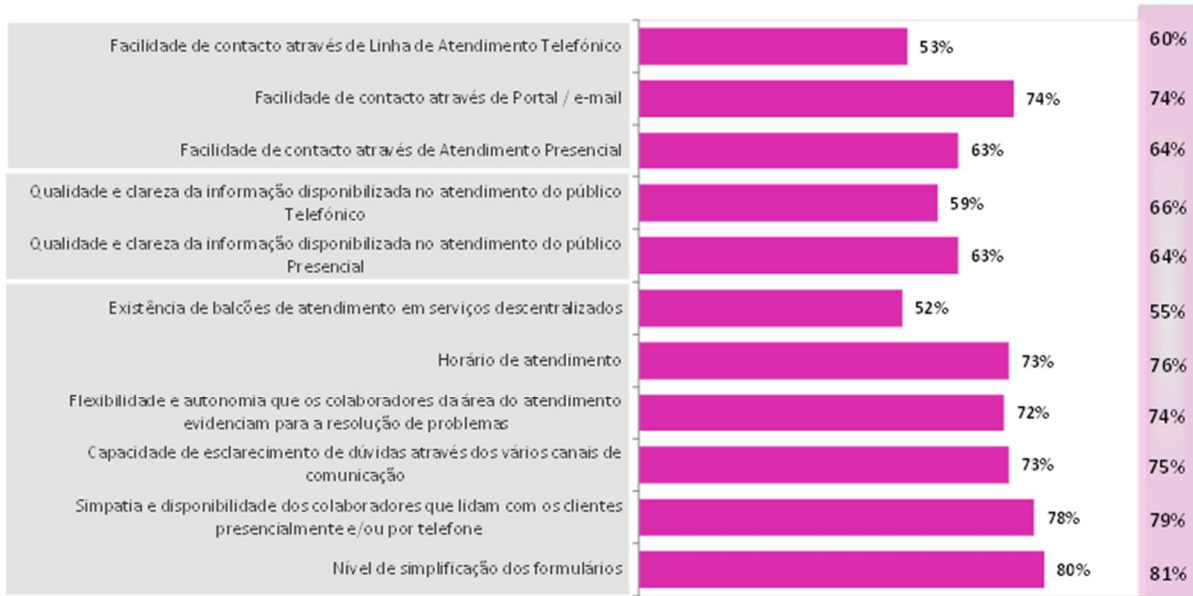 Facilidade de contacto através de Linha de Atendimento Telefónico 53% 60%
Facilidade de contacto através de Portal / e-mail 74% 74%
Facilidade de contacto através de Atendimento Presencial 63% 64%
Qualidade e clareza da informação disponibilizada no atendimento do público
Telefónico 59% 66%
Qualidade e clareza da informação disponibilizada no atendimento do público
Presencial 63% 64%
Existência de balcões de atendimento em serviços descentralizados 52% 55%
Horário de atendimento 73% 76%
Flexibilidade e autonomia que os colaboradores da área do atendimento
evidenciam para a resolução de problemas 72% 74%
Capacidade de esclarecimento de dúvidas através dos vários canais de
comunicação 73% 75%
Simpatia e disponibilidade dos colaboradores que lidam com os clientes
presencialmente e/ou por telefone 78% 79%
Nível de simplificação dos formulários 80% 81%